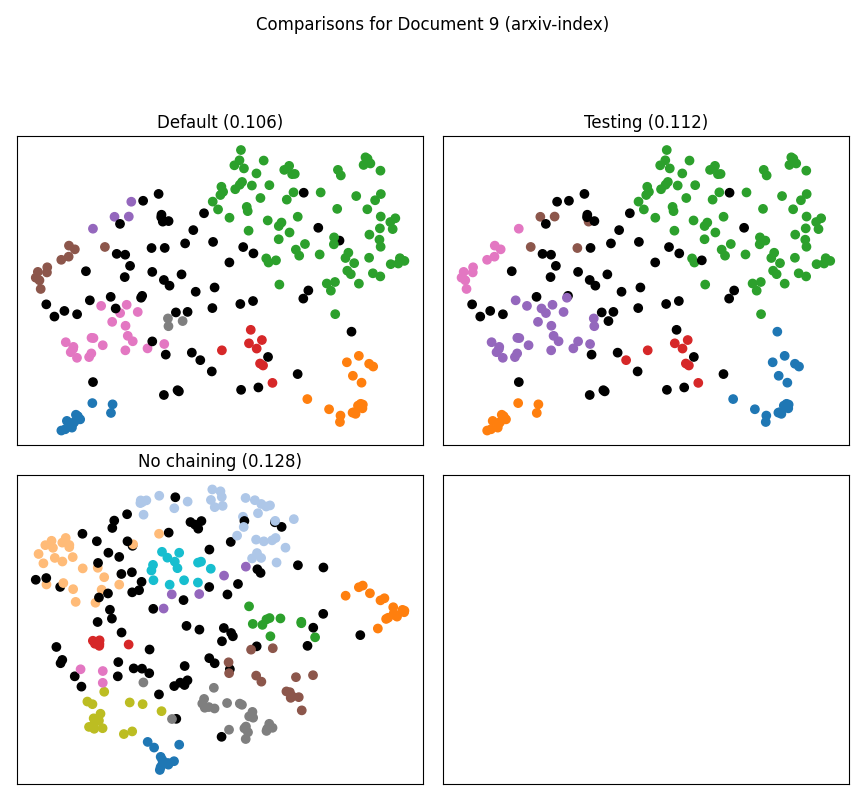 Comparisons for Document 9 (arxiv-index)
Default (0.106)
Testing (0.112)
No chaining (0.128)